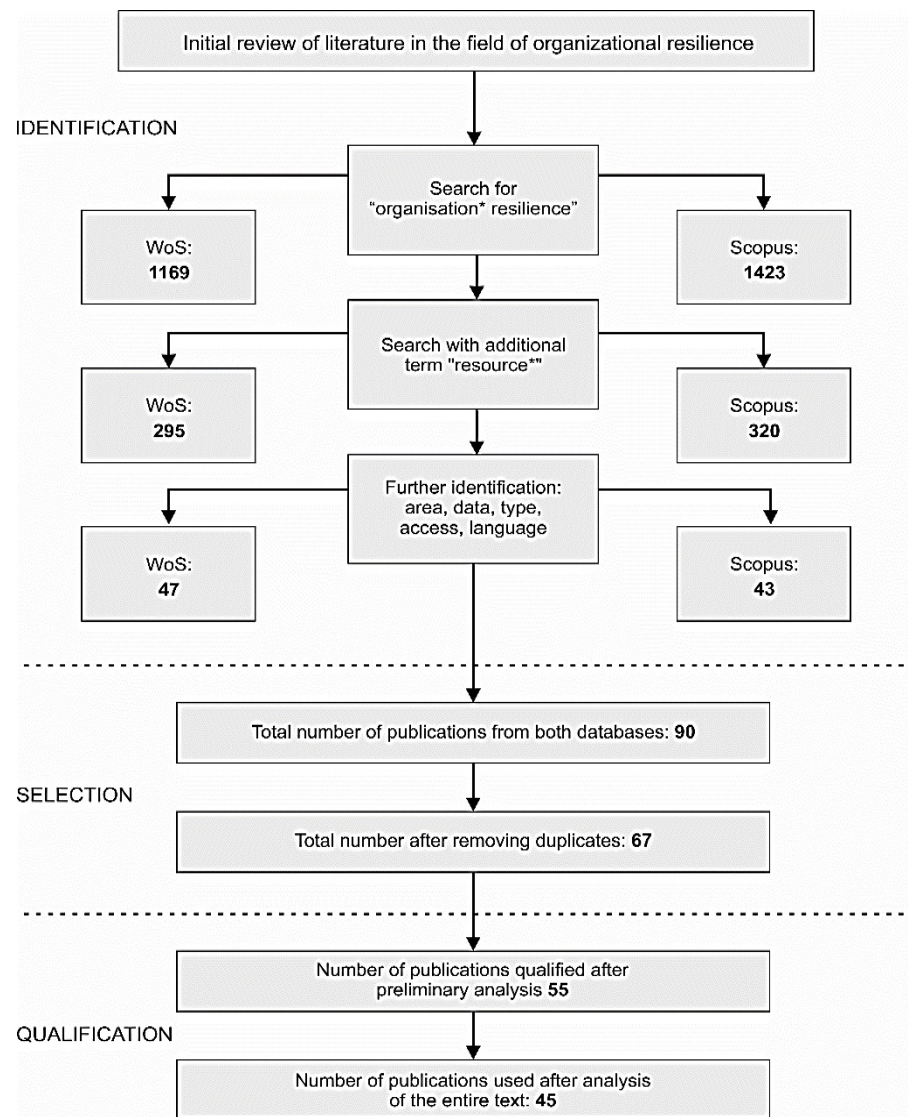 Initial review of literature in the field of organizational resilience
IDENTIFICATION
Search for
“organisation* resilience”
WoS:
1169
Scopus:
1423
Search with additional
term "resource*"
WoS:
295
Scopus:
320
Further identification:
area, data, type,
access, language
WoS:
47
Scopus:
43
Total number of publications from both databases: 90
SELECTION
Total number after removing duplicates: 67
Number of publications qualified after
preliminary analysis 55
QUALIFICATION
Number of publications used after analysis
of the entire text: 45